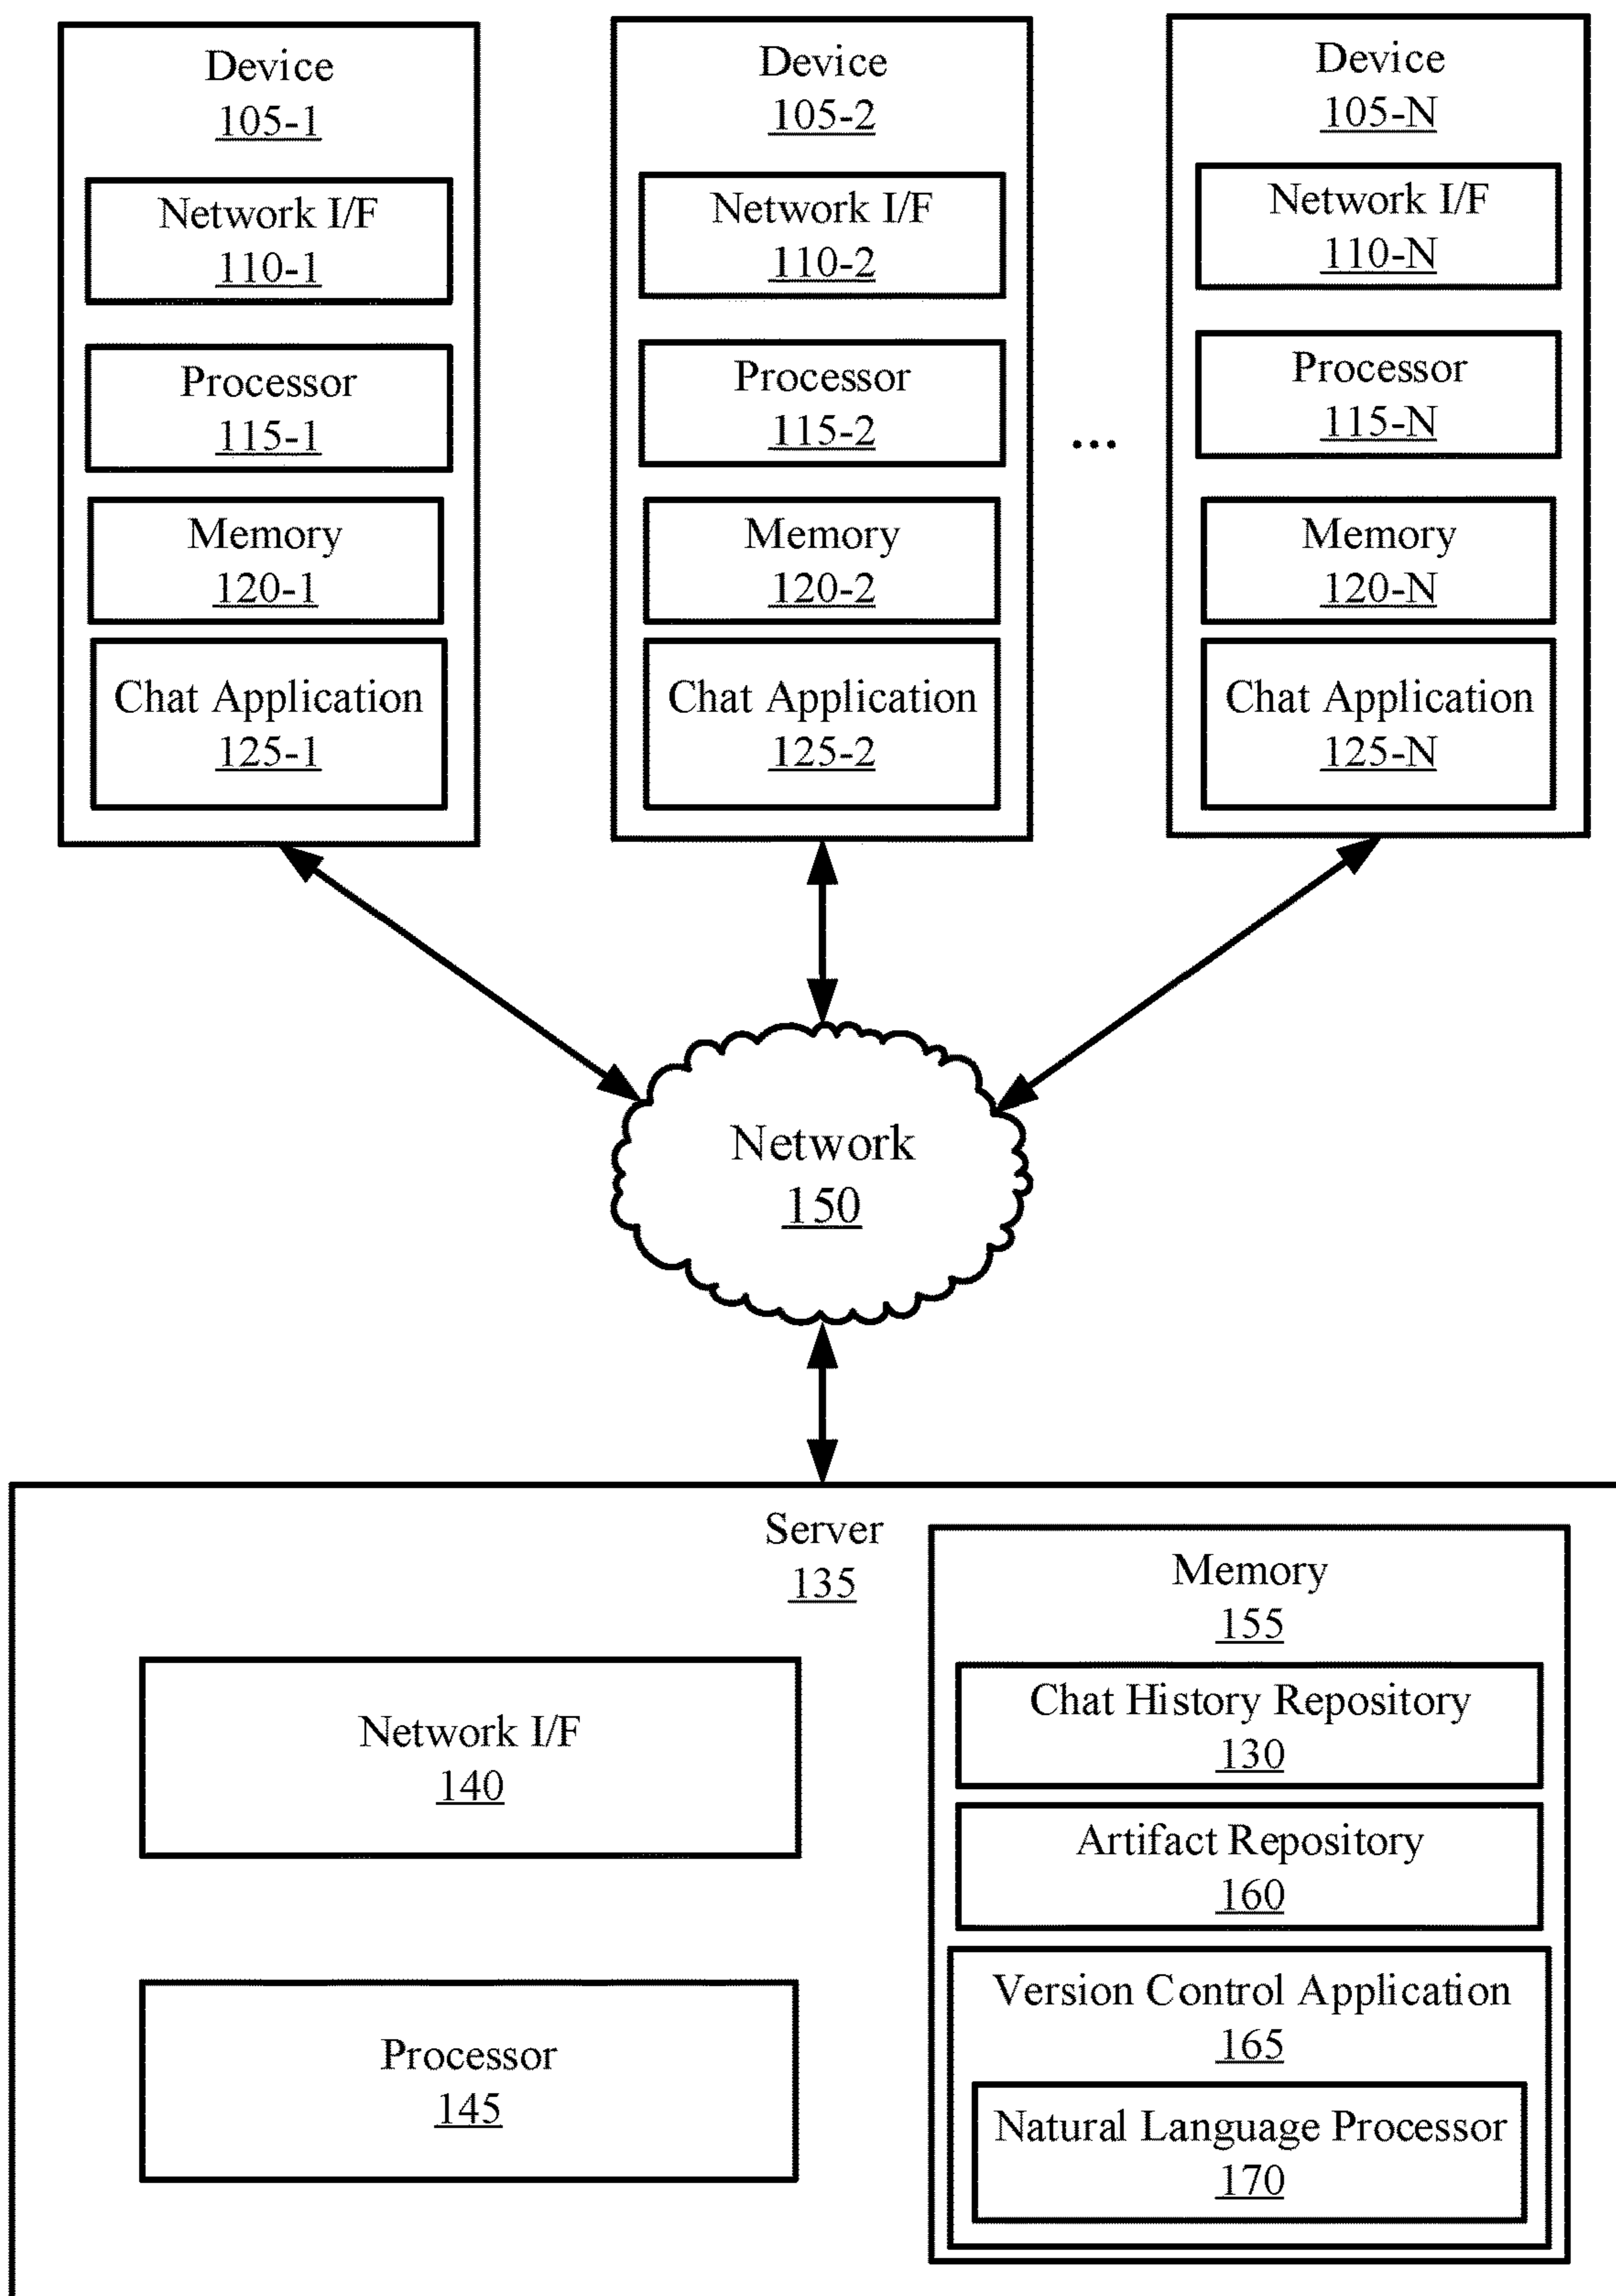 Device
105-1
Network I/F
110-1
Processor
115-1
Memory
120-1
Chat Application
125-1
Device
105-2
Network I/F
110-2
Processor
115-2
Memory
120-2
Chat Application
125-2
...
Device
105-N
Network I/F
110-N
Processor
115-N
Memory
120-N
Chat Application
125-N
Network
150
Server
135
Network I/F
140
Processor
145
Memory
155
Chat History Repository
130
Artifact Repository
160
Version Control Application
165
Natural Language Processor
170